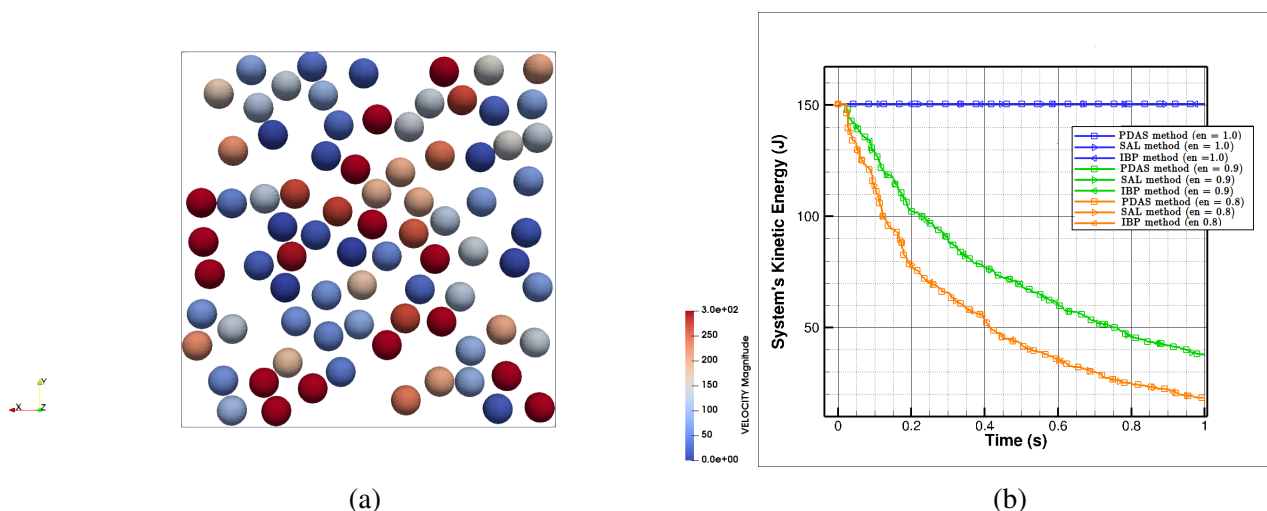 Y
X
Z
3.0e+02
250
200
150
100
50
0.0e+00
VELOCITY Magnitude
(a)
System's Kinetic Energy (J)
150
100
50
0
0.2
0.4
0.6
0.8
1
Time (s)
PDAS method (en = 1.0)
SAL method (en = 1.0)
IBP method (en =1.0)
PDAS method (en = 0.9)
SAL method (en = 0.9)
IBP method (en = 0.9)
PDAS method (en = 0.8)
SAL method (en = 0.8)
IBP method (en 0.8)
(b)